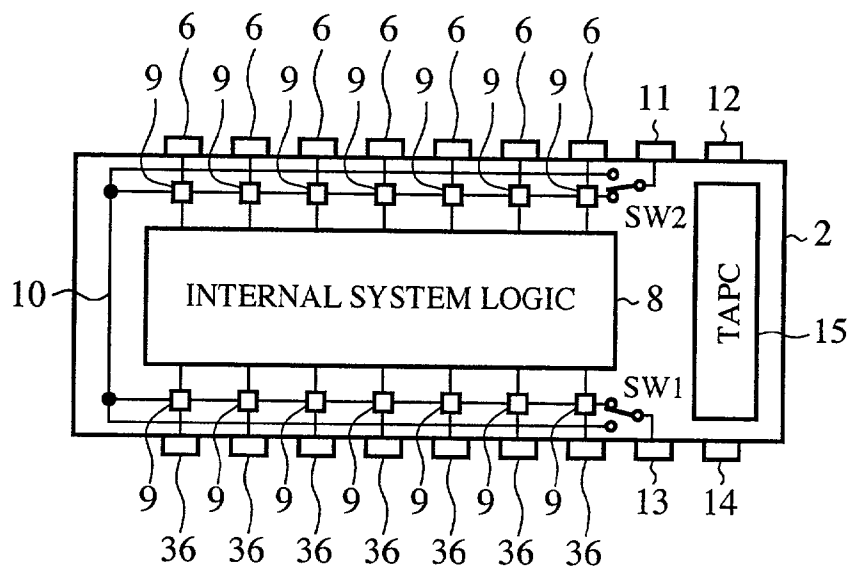 6 6 6 6 6 6 6
9 9 9 9 9 9 9 11 12
SW2
2
10
INTERNAL SYSTEM LOGIC
8
TAPC
15
SW1
9 9 9 9 9 9 9 13 14
36 36 36 36 36 36 36